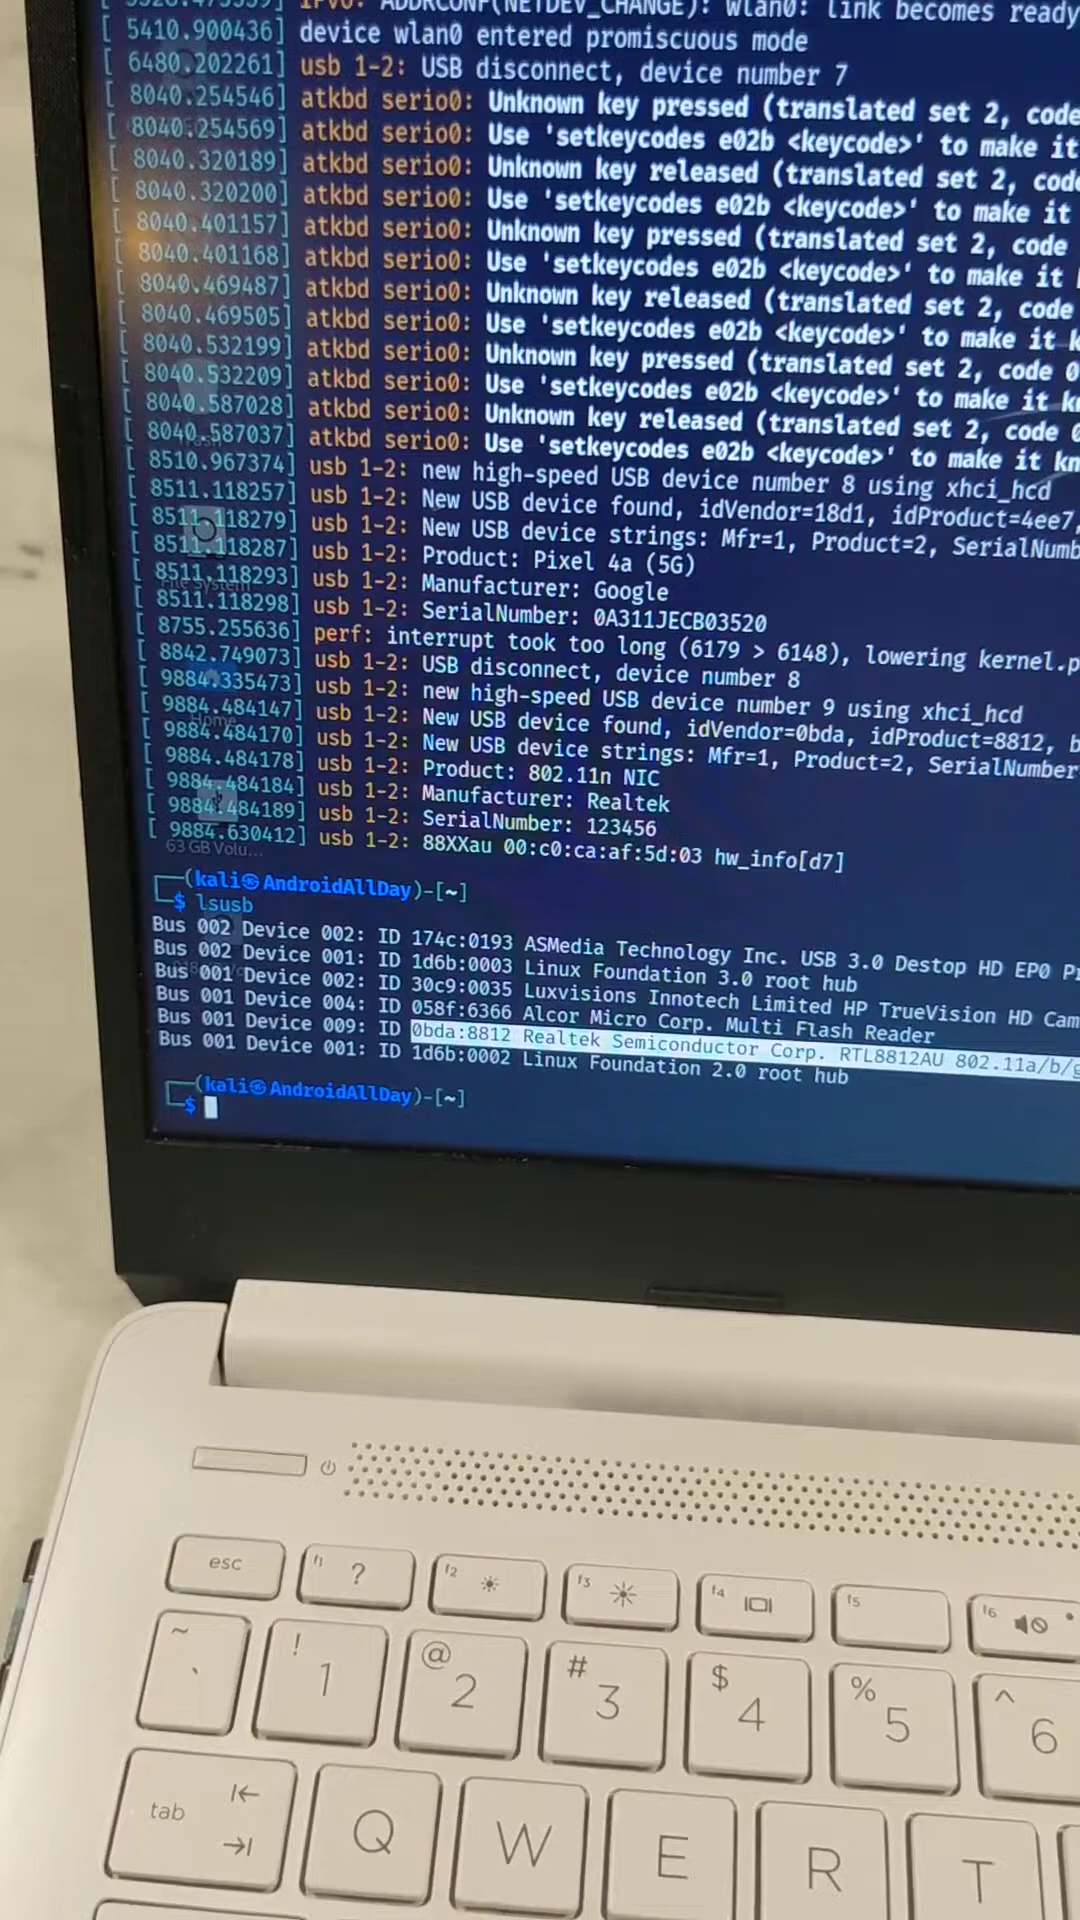 IPv6: ADDRCONF(NETDEV_CHANGE): wlan0: link becomes ready
[ 5410.900436] device wlan0 entered promiscuous mode
[ 6480.202261] usb 1-2: USB disconnect, device number 7
[ 8040.254546] atkbd serio0: Unknown key pressed (translated set 2, code
[ 8040.254569] atkbd serio0: Use 'setkeycodes e02b <keycode>' to make it
[ 8040.320189] atkbd serio0: Unknown key released (translated set 2, code
[ 8040.320200] atkbd serio0: Use 'setkeycodes e02b <keycode>' to make it
[ 8040.401157] atkbd serio0: Unknown key pressed (translated set 2, code
[ 8040.401168] atkbd serio0: Use 'setkeycodes e02b <keycode>' to make it
[ 8040.469487] atkbd serio0: Unknown key released (translated set 2, code
[ 8040.469505] atkbd serio0: Use 'setkeycodes e02b <keycode>' to make it k
[ 8040.532199] atkbd serio0: Unknown key pressed (translated set 2, code 0
[ 8040.532209] atkbd serio0: Use 'setkeycodes e02b <keycode>' to make it k
[ 8040.587028] atkbd serio0: Unknown key released (translated set 2, code 0
[ 8040.587037] atkbd serio0: Use 'setkeycodes e02b <keycode>' to make it kn
[ 8510.967374] usb 1-2: new high-speed USB device number 8 using xhci_hcd
[ 8511.118257] usb 1-2: New USB device found, idVendor=18d1, idProduct=4ee7,
[ 8511.118279] usb 1-2: New USB device strings: Mfr=1, Product=2, SerialNumb
[ 8511.118287] usb 1-2: Product: Pixel 4a (5G)
[ 8511.118293] usb 1-2: Manufacturer: Google
[ 8511.118298] usb 1-2: SerialNumber: 0A311JECB03520
[ 8755.255636] perf: interrupt took too long (6179 > 6148), lowering kernel.p
[ 8842.749073] usb 1-2: USB disconnect, device number 8
[ 9884.335473] usb 1-2: new high-speed USB device number 9 using xhci_hcd
[ 9884.484147] usb 1-2: New USB device found, idVendor=0bda, idProduct=8812, b
[ 9884.484170] usb 1-2: New USB device strings: Mfr=1, Product=2, SerialNumber
[ 9884.484178] usb 1-2: Product: 802.11n NIC
[ 9884.484184] usb 1-2: Manufacturer: Realtek
[ 9884.484189] usb 1-2: SerialNumber: 123456
[ 9884.630412] usb 1-2: 88XXau 00:c0:ca:af:5d:03 hw_info[d7]
File System
Home
63 GB Volu...
┌──(kali㉿AndroidAllDay)-[~]
└─$ lsusb
Bus 002 Device 002: ID 174c:0193 ASMedia Technology Inc. USB 3.0 Destop HD EP0 Pr
Bus 002 Device 001: ID 1d6b:0003 Linux Foundation 3.0 root hub
Bus 001 Device 002: ID 30c9:0035 Luxvisions Innotech Limited HP TrueVision HD Cam
Bus 001 Device 004: ID 058f:6366 Alcor Micro Corp. Multi Flash Reader
Bus 001 Device 009: ID 0bda:8812 Realtek Semiconductor Corp. RTL8812AU 802.11a/b/g
Bus 001 Device 001: ID 1d6b:0002 Linux Foundation 2.0 root hub
┌──(kali㉿AndroidAllDay)-[~]
└─$
esc f1 ? f2 f3 f4 f5 f6
~ ` ! 1 @ 2 # 3 $ 4 % 5 ^ 6
tab Q W E R T